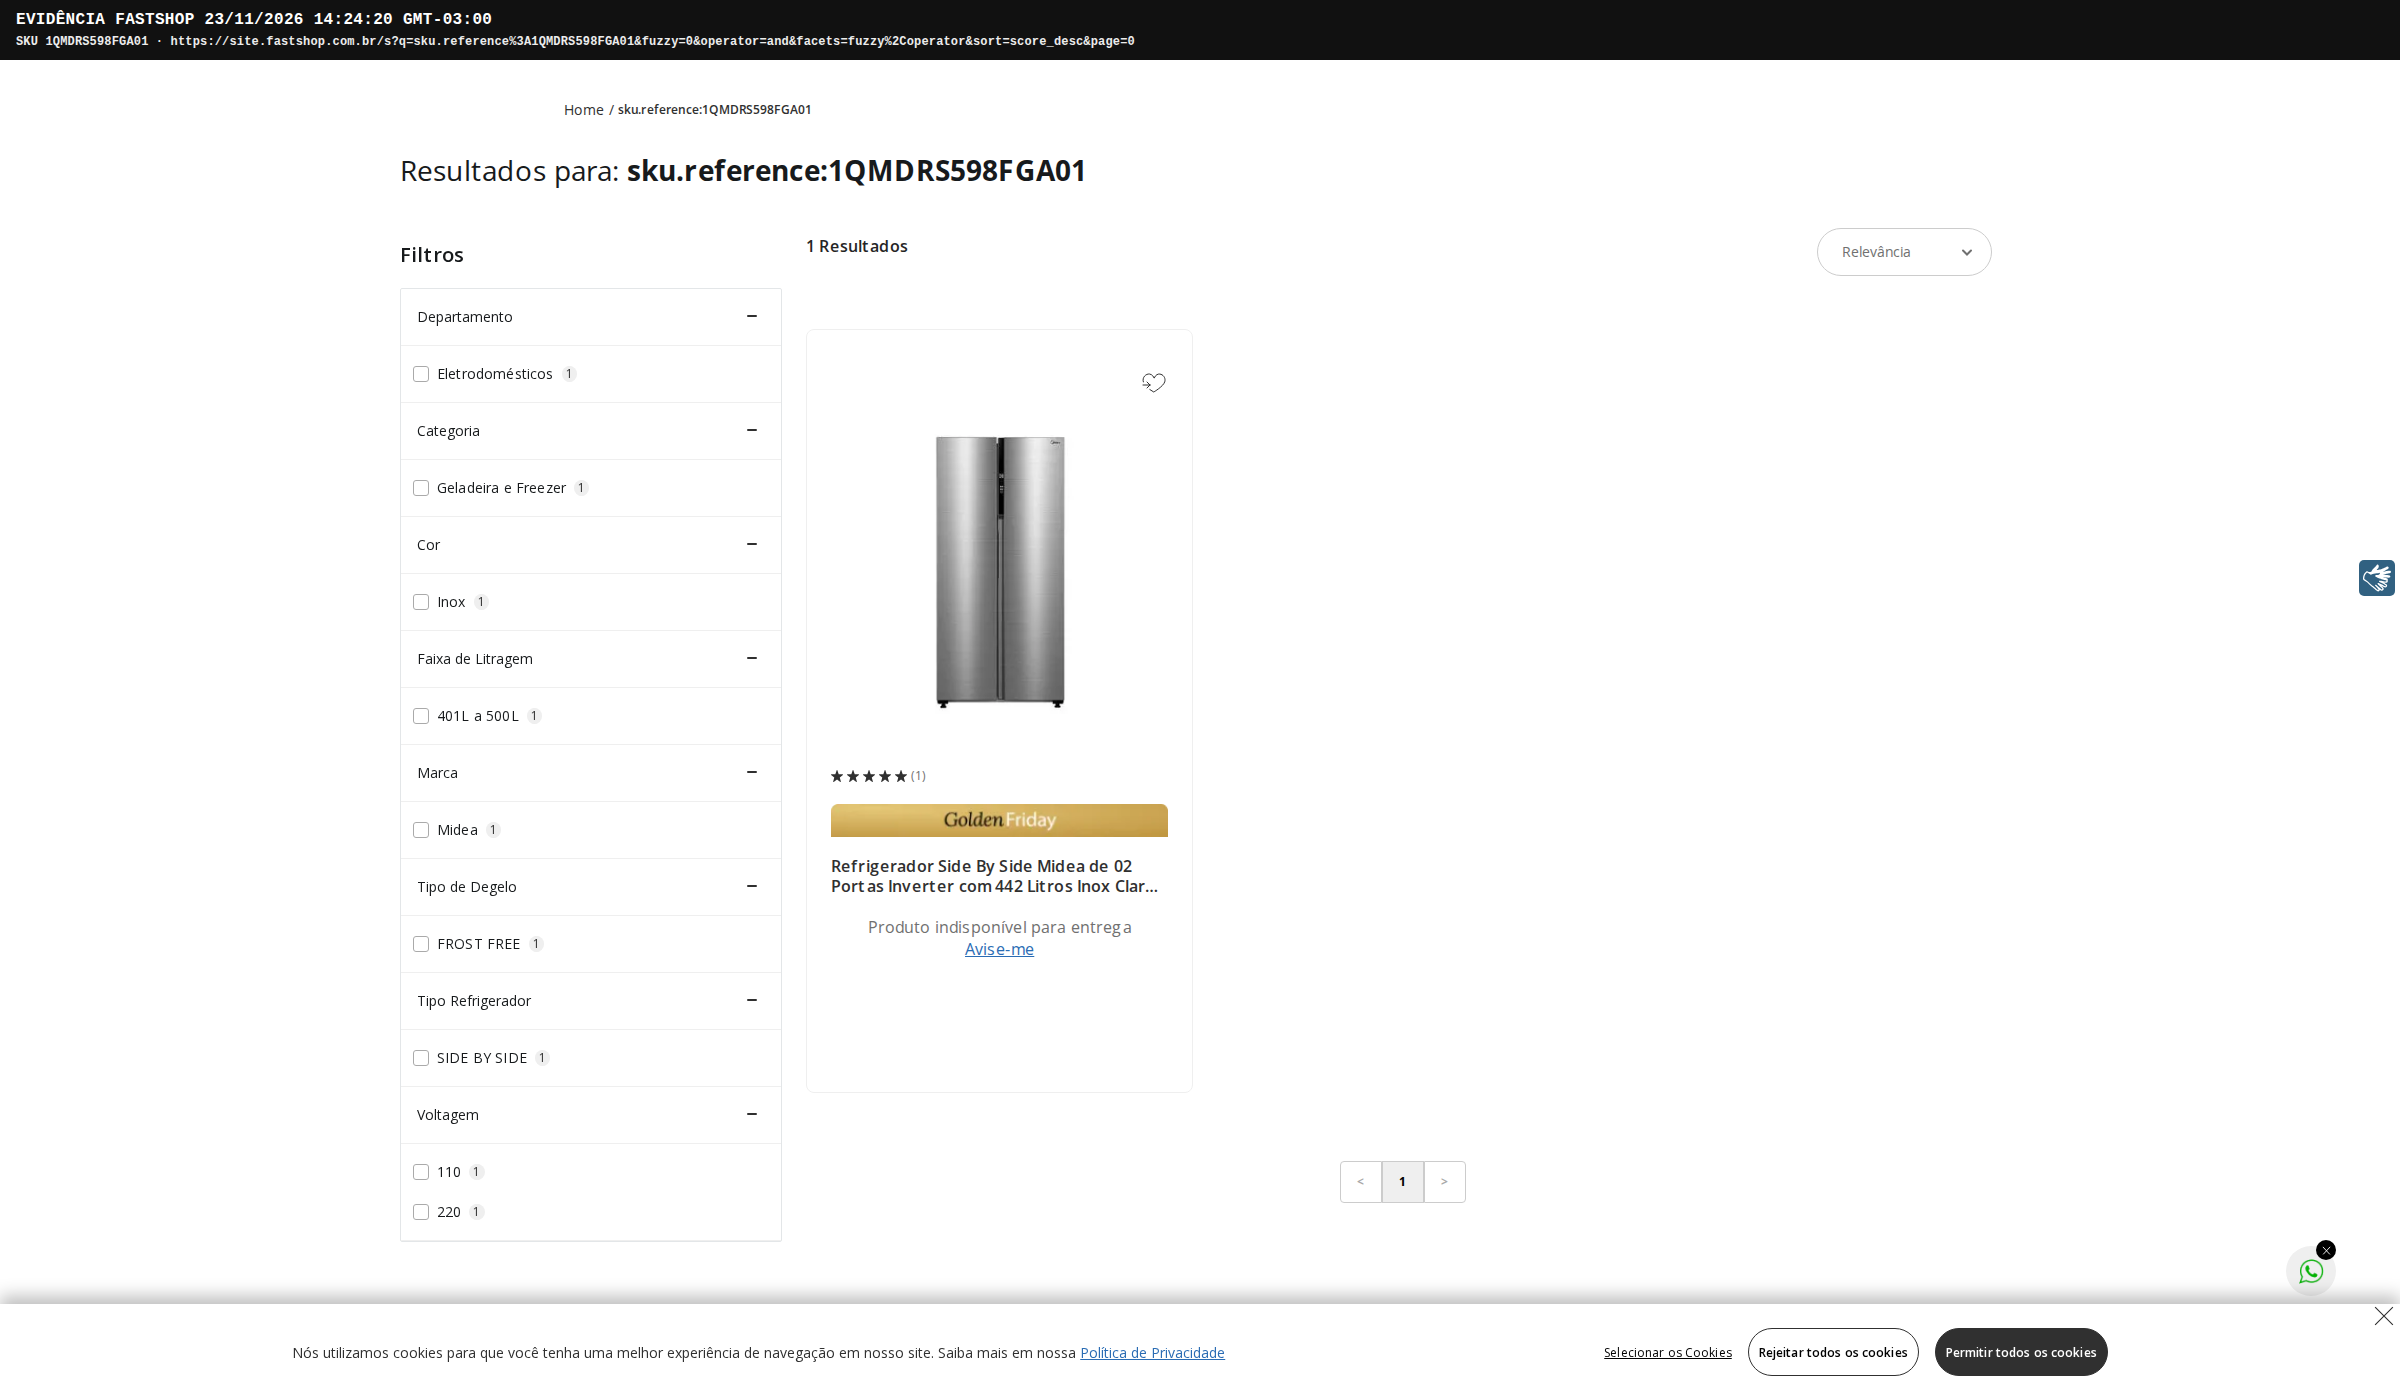 EVIDÊNCIA FASTSHOP 23/11/2026 14:24:20 GMT-03:00
SKU 1QMDRS598FGA01 · https://site.fastshop.com.br/s?q=sku.reference%3A1QMDRS598FGA01&fuzzy=0&operator=and&facets=fuzzy%2Coperator&sort=score_desc&page=0
Home / sku.reference:1QMDRS598FGA01
Resultados para: sku.reference:1QMDRS598FGA01
Filtros
Departamento
Eletrodomésticos 1
Categoria
Geladeira e Freezer 1
Cor
Inox 1
Faixa de Litragem
401L a 500L 1
Marca
Midea 1
Tipo de Degelo
FROST FREE 1
Tipo Refrigerador
SIDE BY SIDE 1
Voltagem
110 1
220 1
1 Resultados
Relevância
(1)
Golden Friday
Refrigerador Side By Side Midea de 02
Portas Inverter com 442 Litros Inox Clar...
Produto indisponível para entrega
Avise-me
< 1 >
Nós utilizamos cookies para que você tenha uma melhor experiência de navegação em nosso site. Saiba mais em nossa Política de Privacidade
Selecionar os Cookies
Rejeitar todos os cookies
Permitir todos os cookies